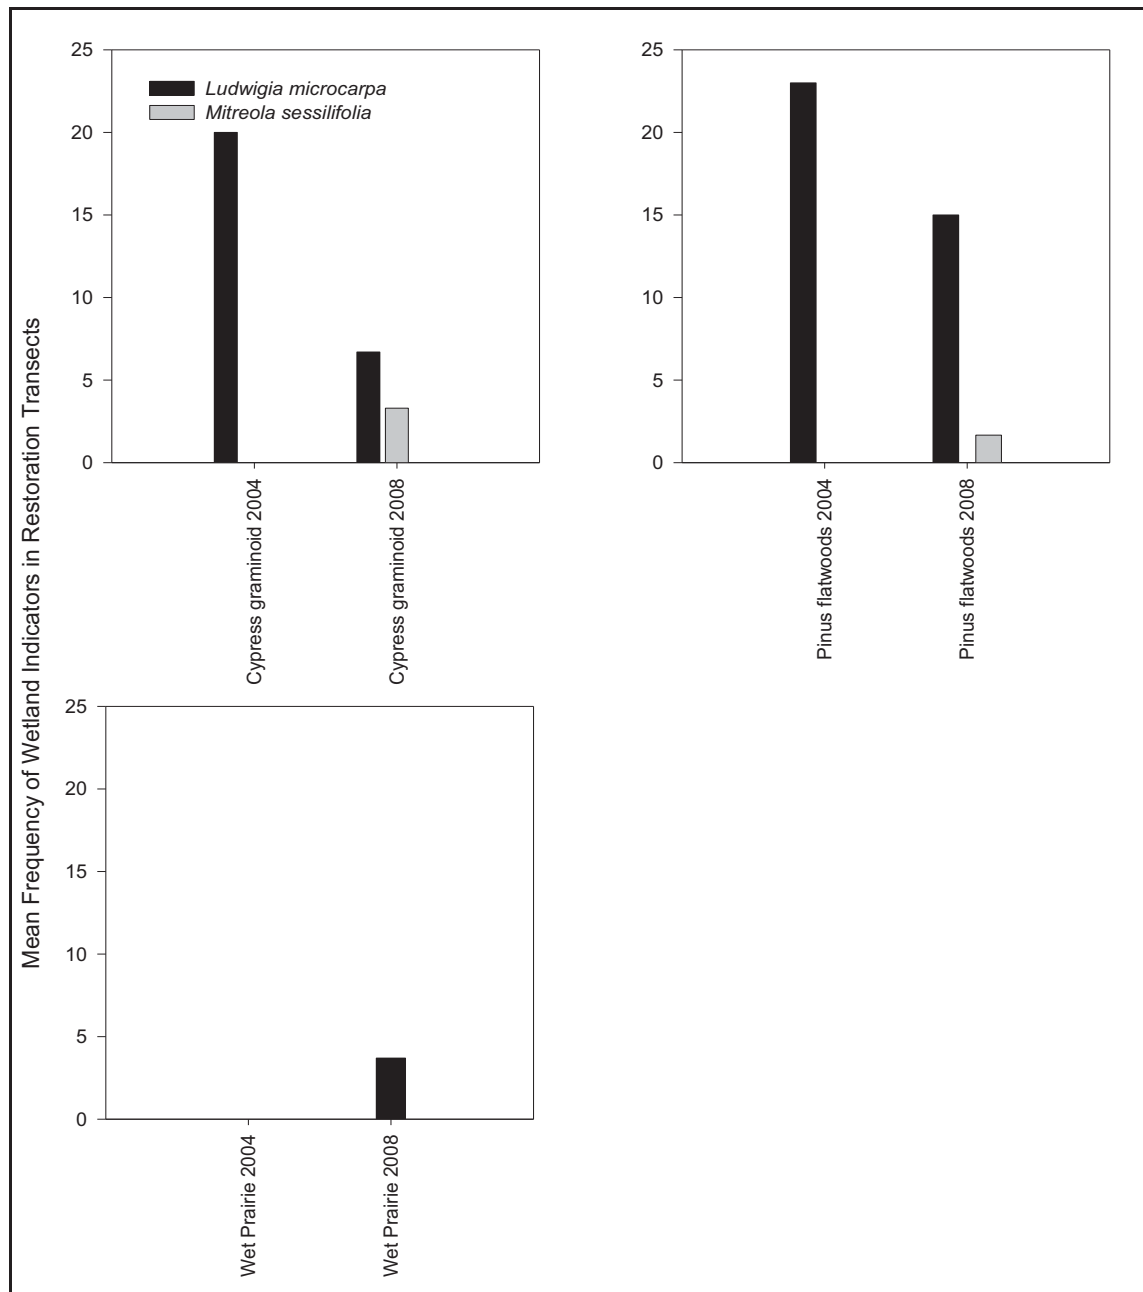 Mean Frequency of Wetland Indicators in Restoration Transects
25
20
15
10
5
0
Ludwigia microcarpa
Mitreola sessilifolia
Cypress graminoid 2004
Cypress graminoid 2008
25
20
15
10
5
0
Pinus flatwoods 2004
Pinus flatwoods 2008
25
20
15
10
5
0
Wet Prairie 2004
Wet Prairie 2008